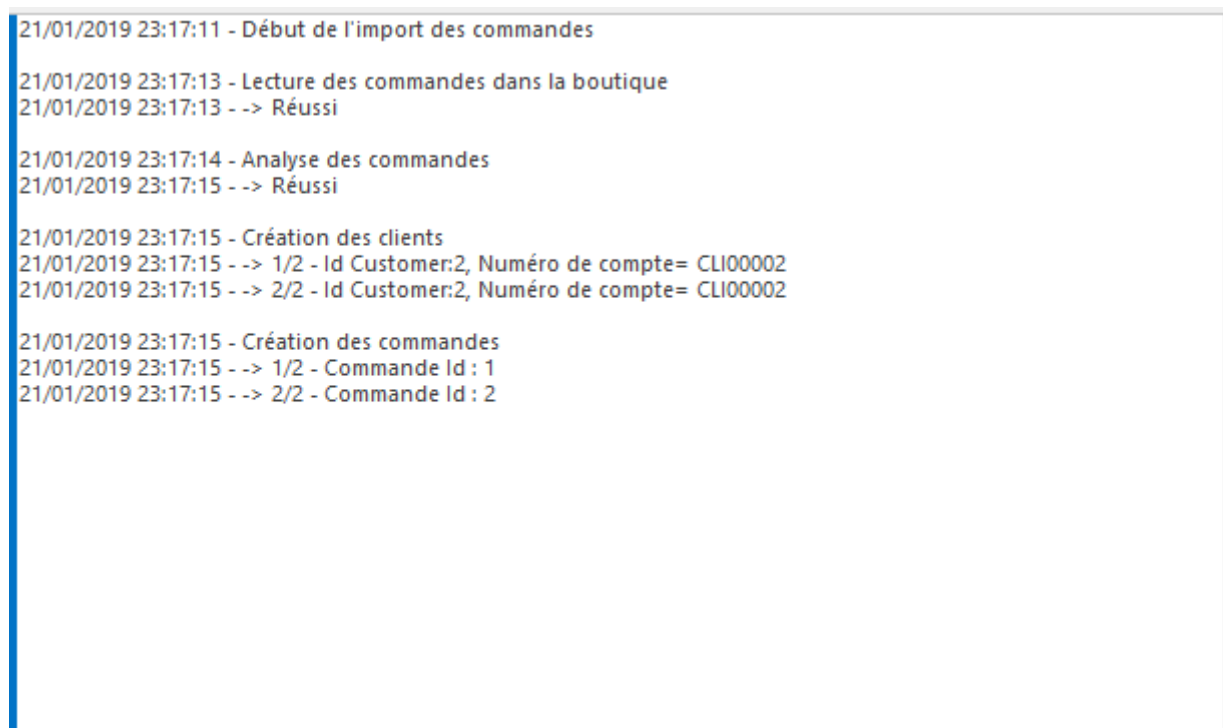 21/01/2019 23:17:11 - Début de l'import des commandes
21/01/2019 23:17:13 - Lecture des commandes dans la boutique
21/01/2019 23:17:13 - -> Réussi
21/01/2019 23:17:14 - Analyse des commandes
21/01/2019 23:17:15 - -> Réussi
21/01/2019 23:17:15 - Création des clients
21/01/2019 23:17:15 - -> 1/2 - Id Customer:2, Numéro de compte= CLI00002
21/01/2019 23:17:15 - -> 2/2 - Id Customer:2, Numéro de compte= CLI00002
21/01/2019 23:17:15 - Création des commandes
21/01/2019 23:17:15 - -> 1/2 - Commande Id : 1
21/01/2019 23:17:15 - -> 2/2 - Commande Id : 2